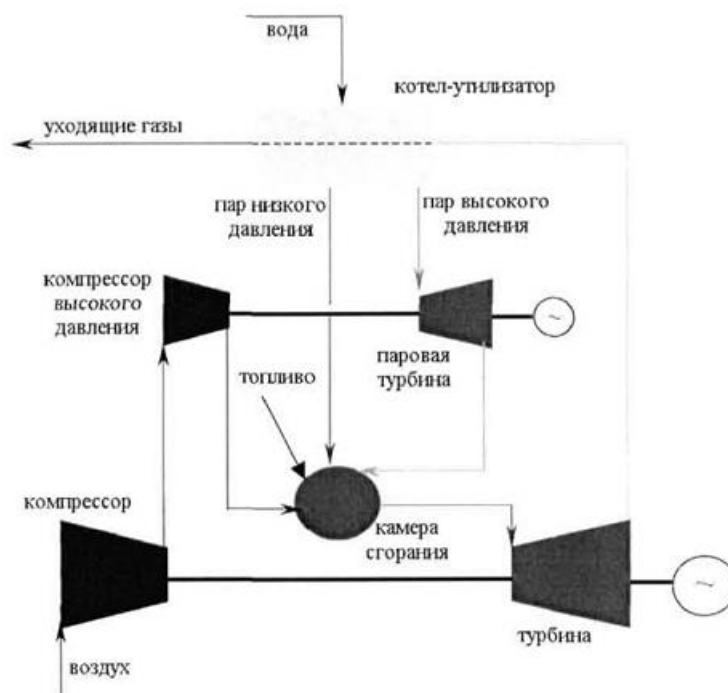 вода
котел-утилизатор
уходящие газы
пар низкого
давления
пар высокого
давления
компрессор
высокого
давления
~
паровая
турбина
топливо
компрессор
камера
сгорания
~
турбина
воздух